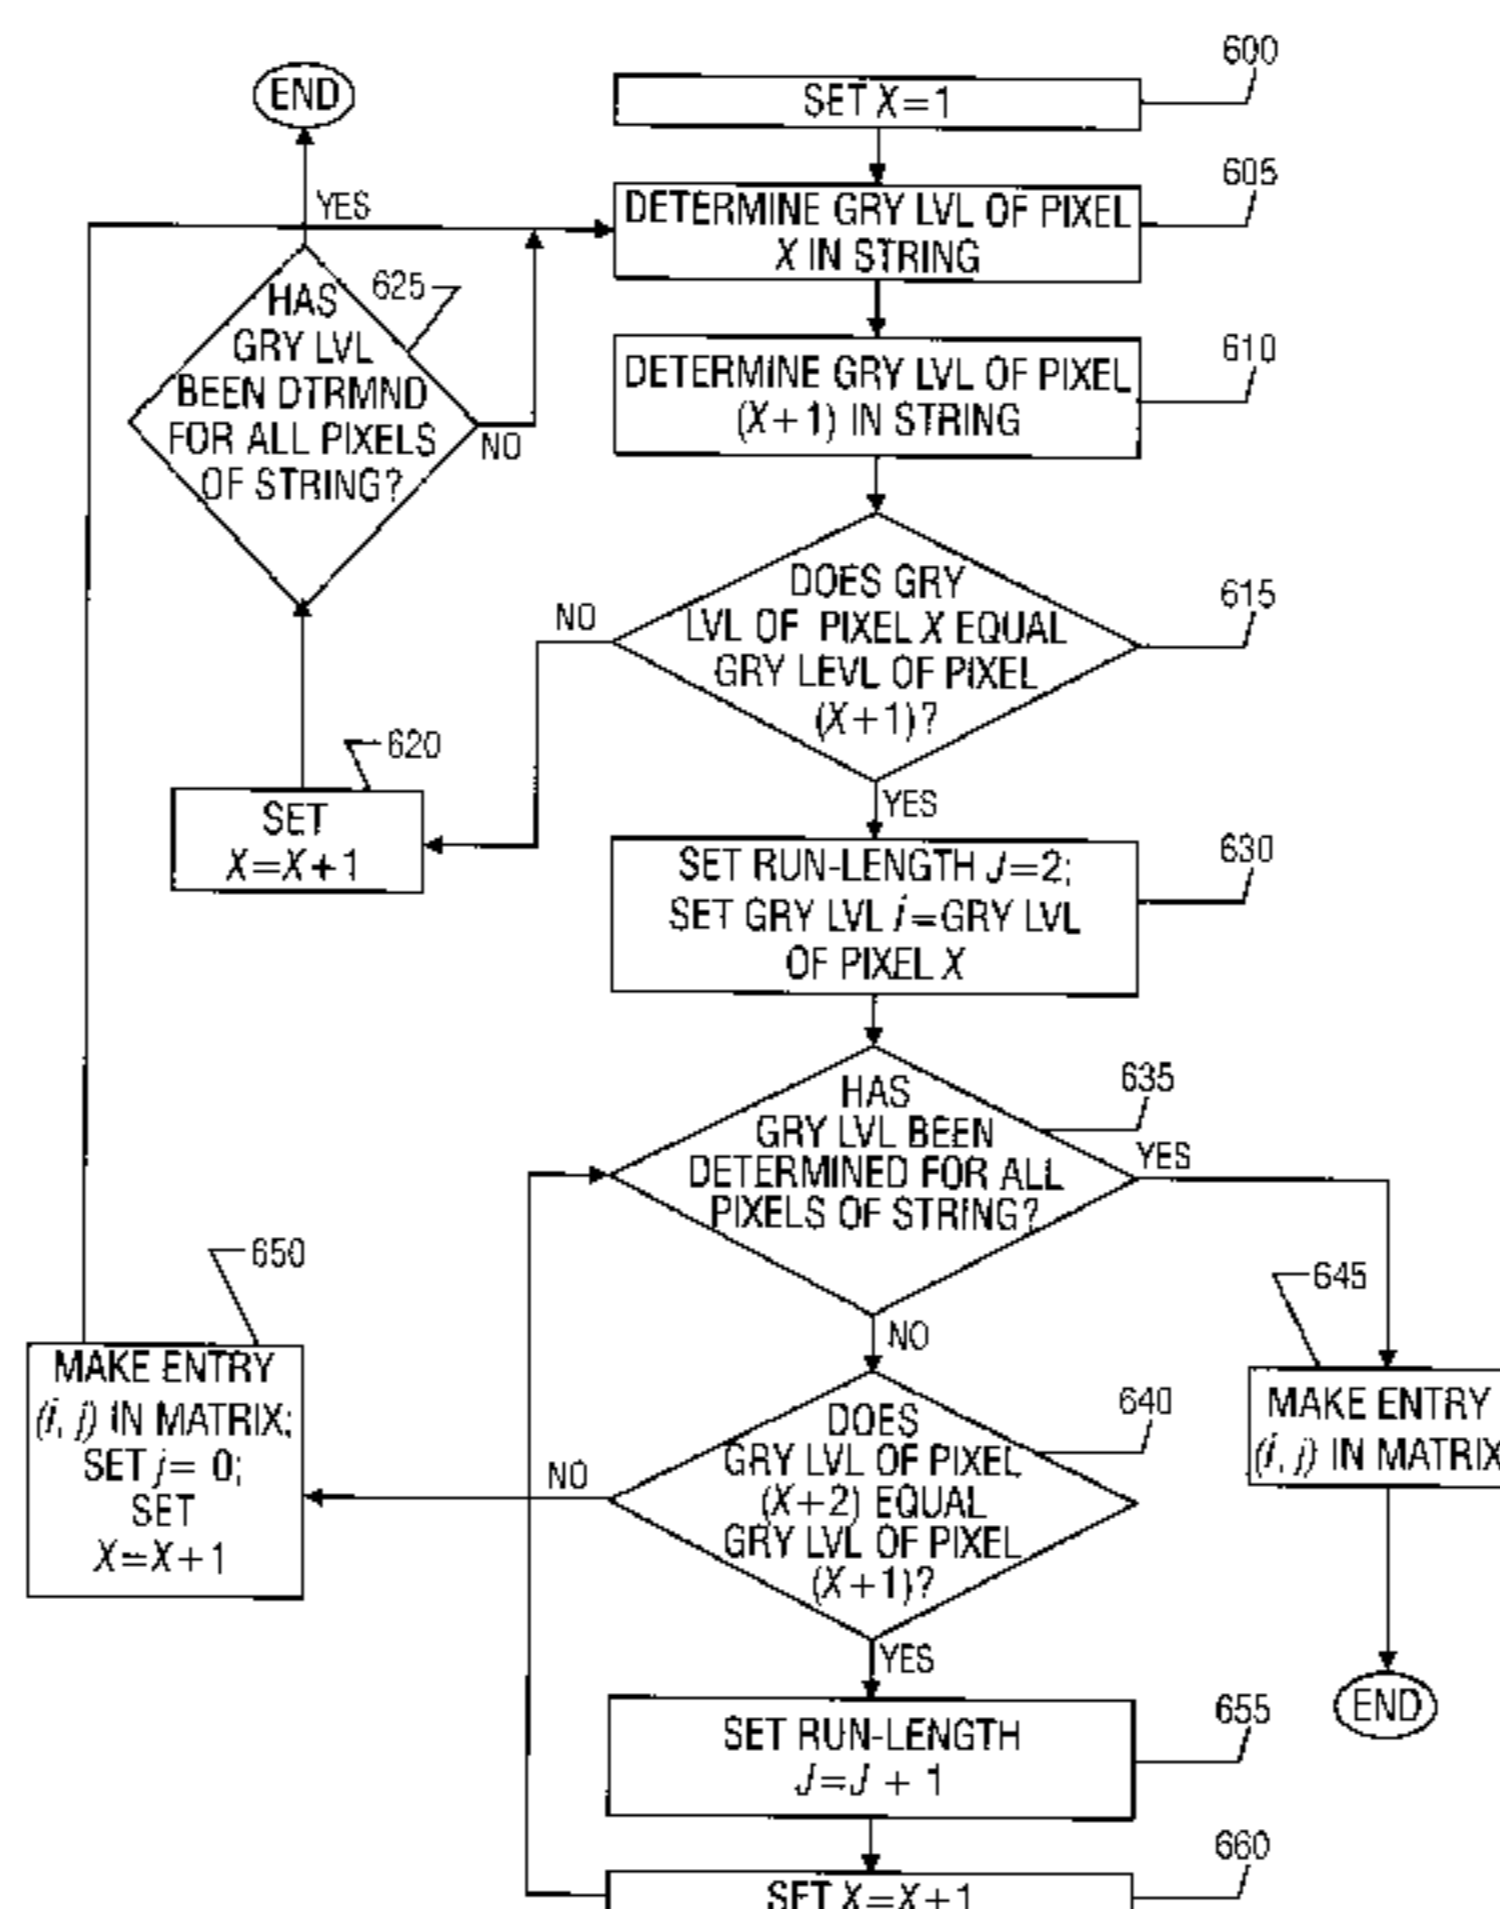 600
END
SET X=1
605
YES
DETERMINE GRY LVL OF PIXEL
X IN STRING
625
HAS
GRY LVL
BEEN DTRMND
FOR ALL PIXELS
OF STRING?
NO
610
DETERMINE GRY LVL OF PIXEL
(X+1) IN STRING
615
NO
DOES GRY
LVL OF PIXEL X EQUAL
GRY LEVL OF PIXEL
(X+1)?
620
SET
X=X+1
YES
630
SET RUN-LENGTH J=2;
SET GRY LVL i=GRY LVL
OF PIXEL X
635
HAS
GRY LVL BEEN
DETERMINED FOR ALL
PIXELS OF STRING?
YES
650
645
NO
MAKE ENTRY
(i, j) IN MATRIX;
SET j= 0;
SET
X=X+1
MAKE ENTRY
(i, j) IN MATRIX
640
NO
DOES
GRY LVL OF PIXEL
(X+2) EQUAL
GRY LVL OF PIXEL
(X+1)?
YES
655
END
SET RUN-LENGTH
J=J + 1
660
SET X=X+1